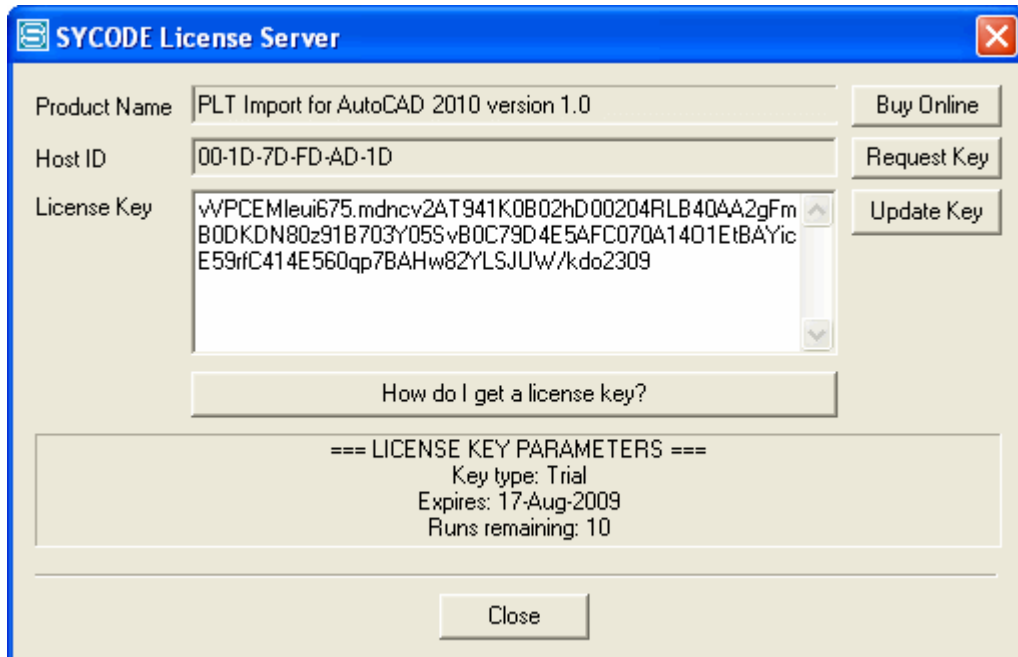 SYCODE License Server
Product Name PLT Import for AutoCAD 2010 version 1.0 Buy Online
Host ID 00-1D-7D-FD-AD-1D Request Key
License Key vVPCEMIeui675.mdncv2AT941K0B02hD00204RLB40AA2gFm Update Key
B0DKDN80z91B703Y05SvB0C79D4E5AFC070A14O1EtBAYic
E59rfC414E560qp7BAHw82YLSJUW/kdo2309
How do I get a license key?
=== LICENSE KEY PARAMETERS ===
Key type: Trial
Expires: 17-Aug-2009
Runs remaining: 10
Close